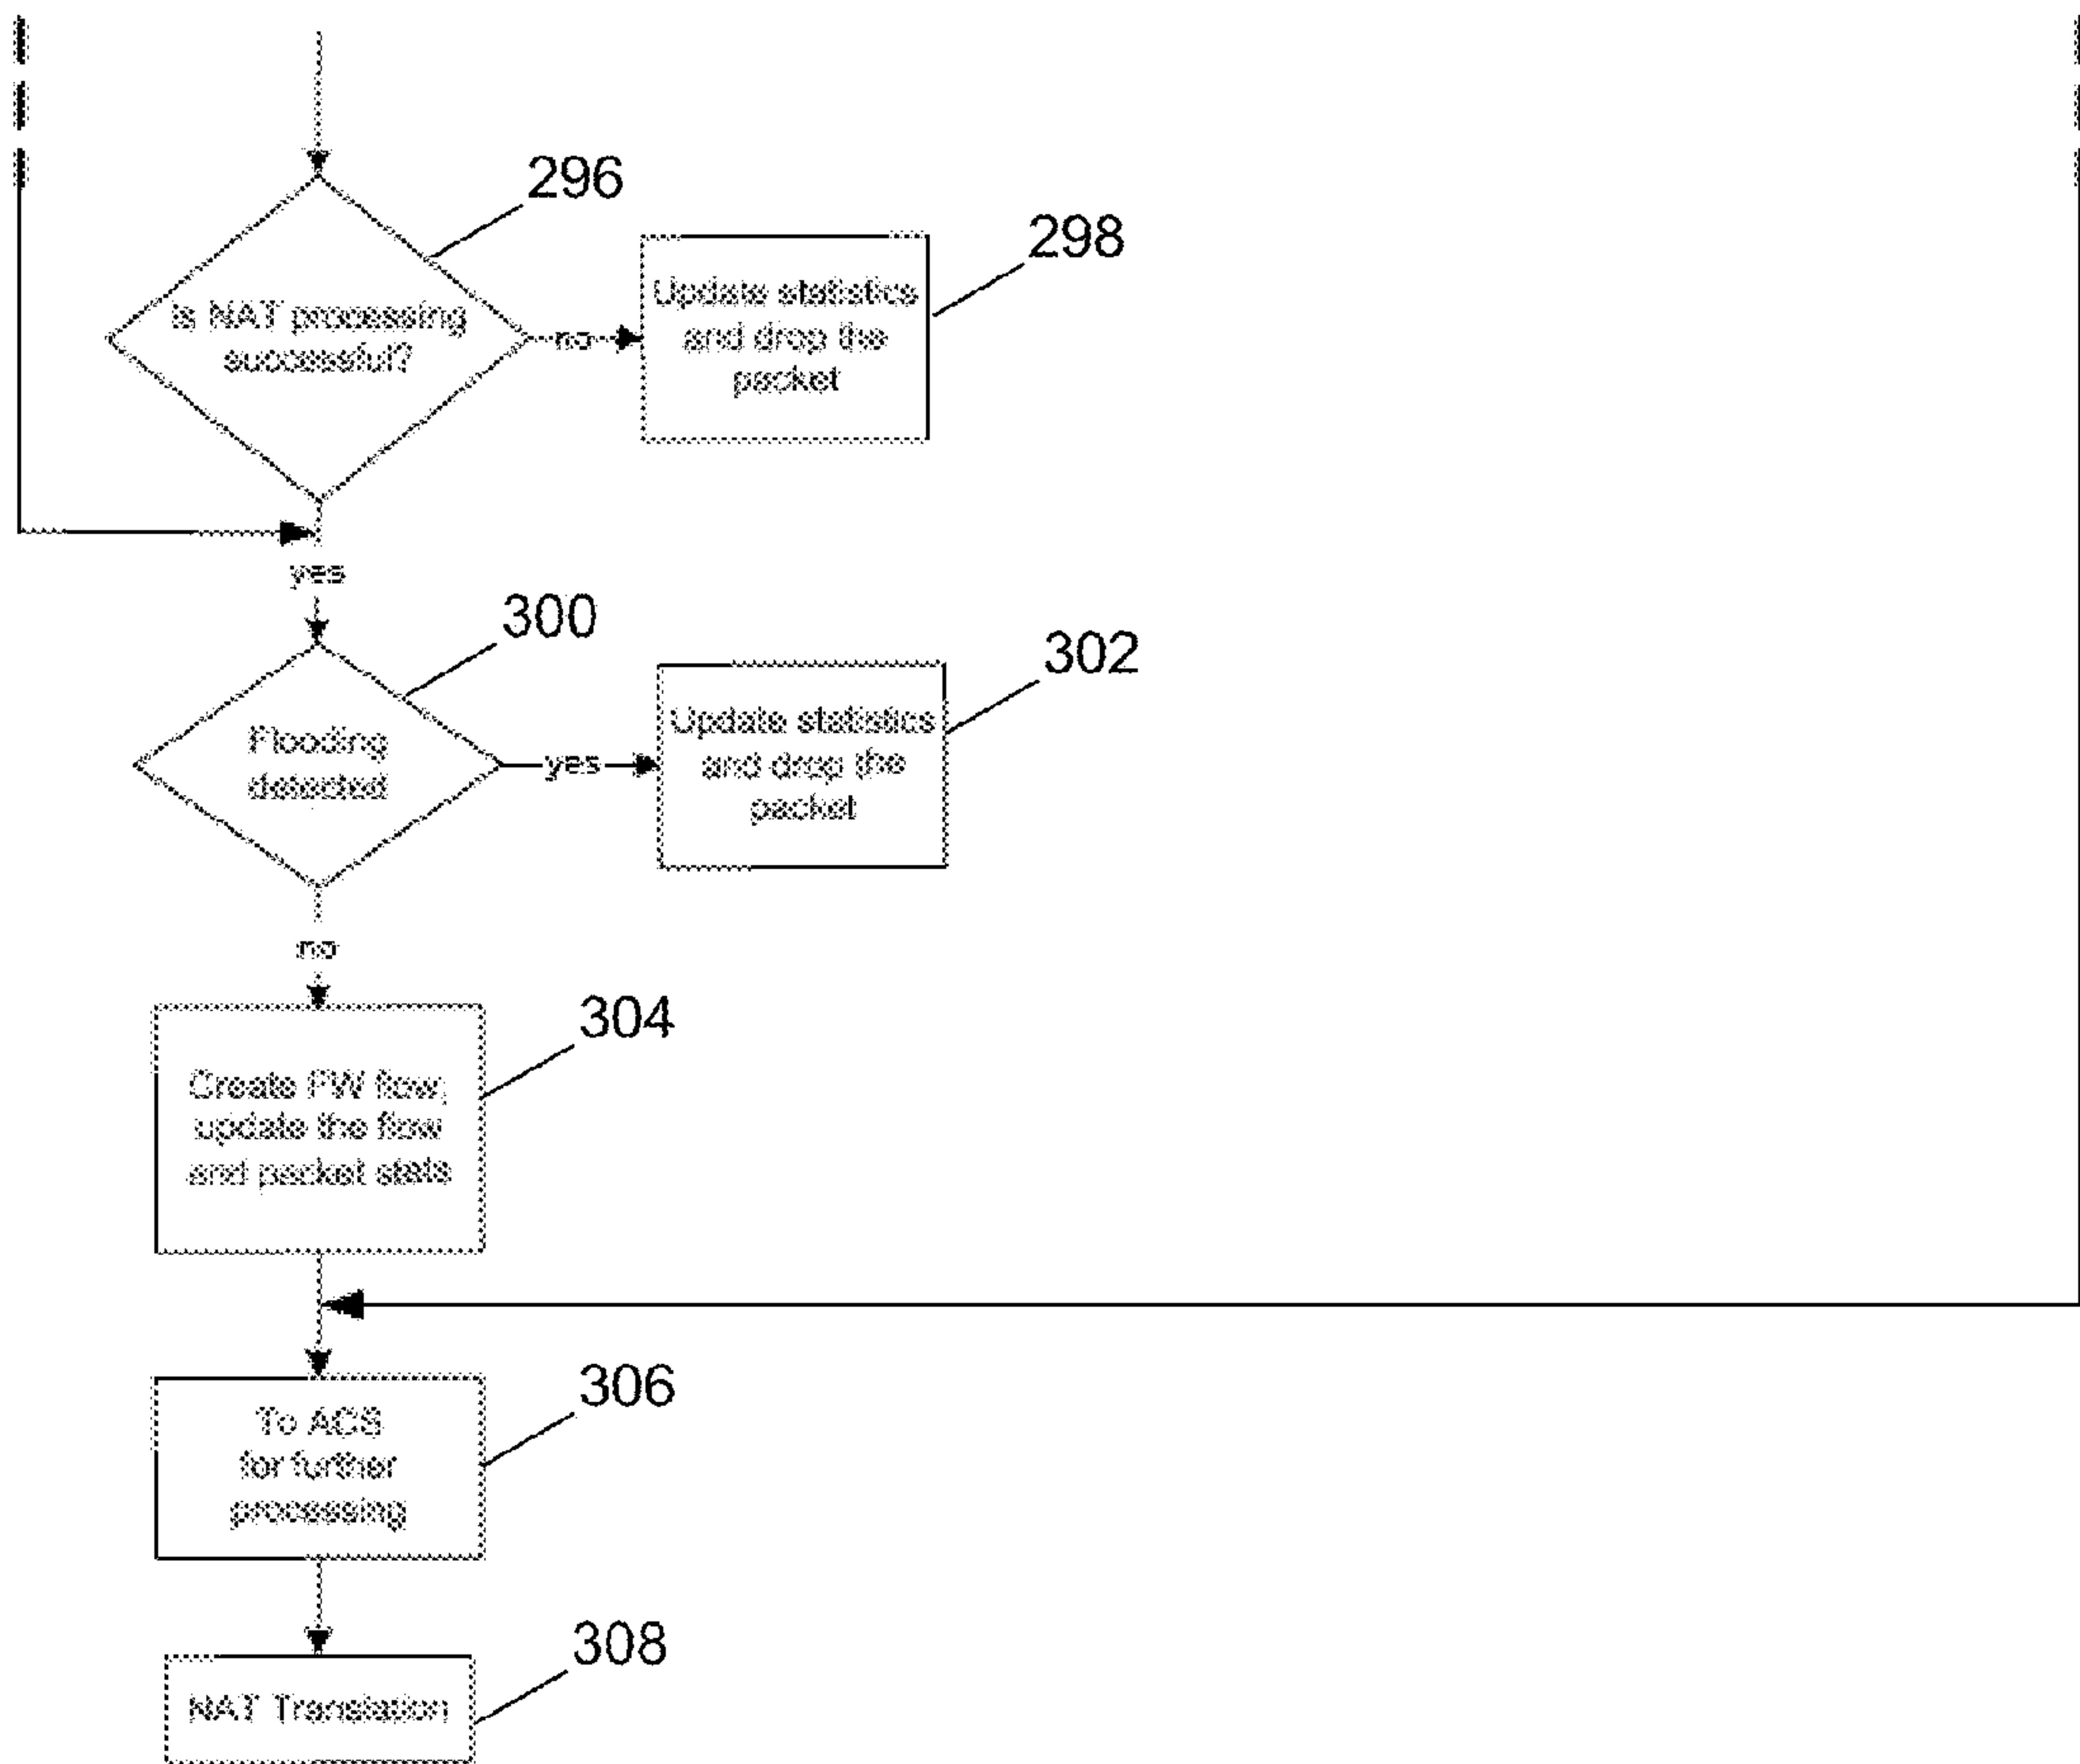 296
Is NAT processing
successful?
no
298
Update statistics
and drop the
packet
yes
300
Flooding
detected
yes
302
Update statistics
and drop the
packet
no
304
Create FW flow,
update the flow
and packet stats
306
To ACS
for further
processing
308
NAT Translation